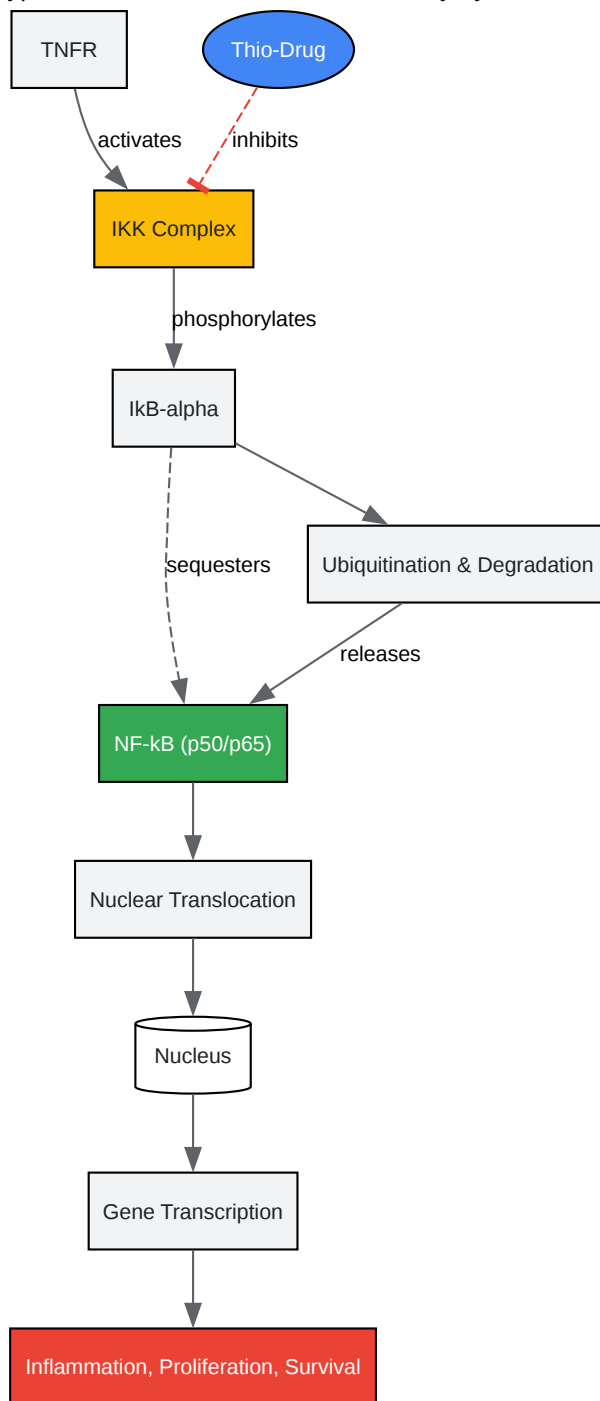 TNFR
Thio-Drug
activates
inhibits
IKK Complex
phosphorylates
IkB-alpha
sequesters
Ubiquitination & Degradation
releases
NF-kB (p50/p65)
Nuclear Translocation
Nucleus
Gene Transcription
Inflammation, Proliferation, Survival